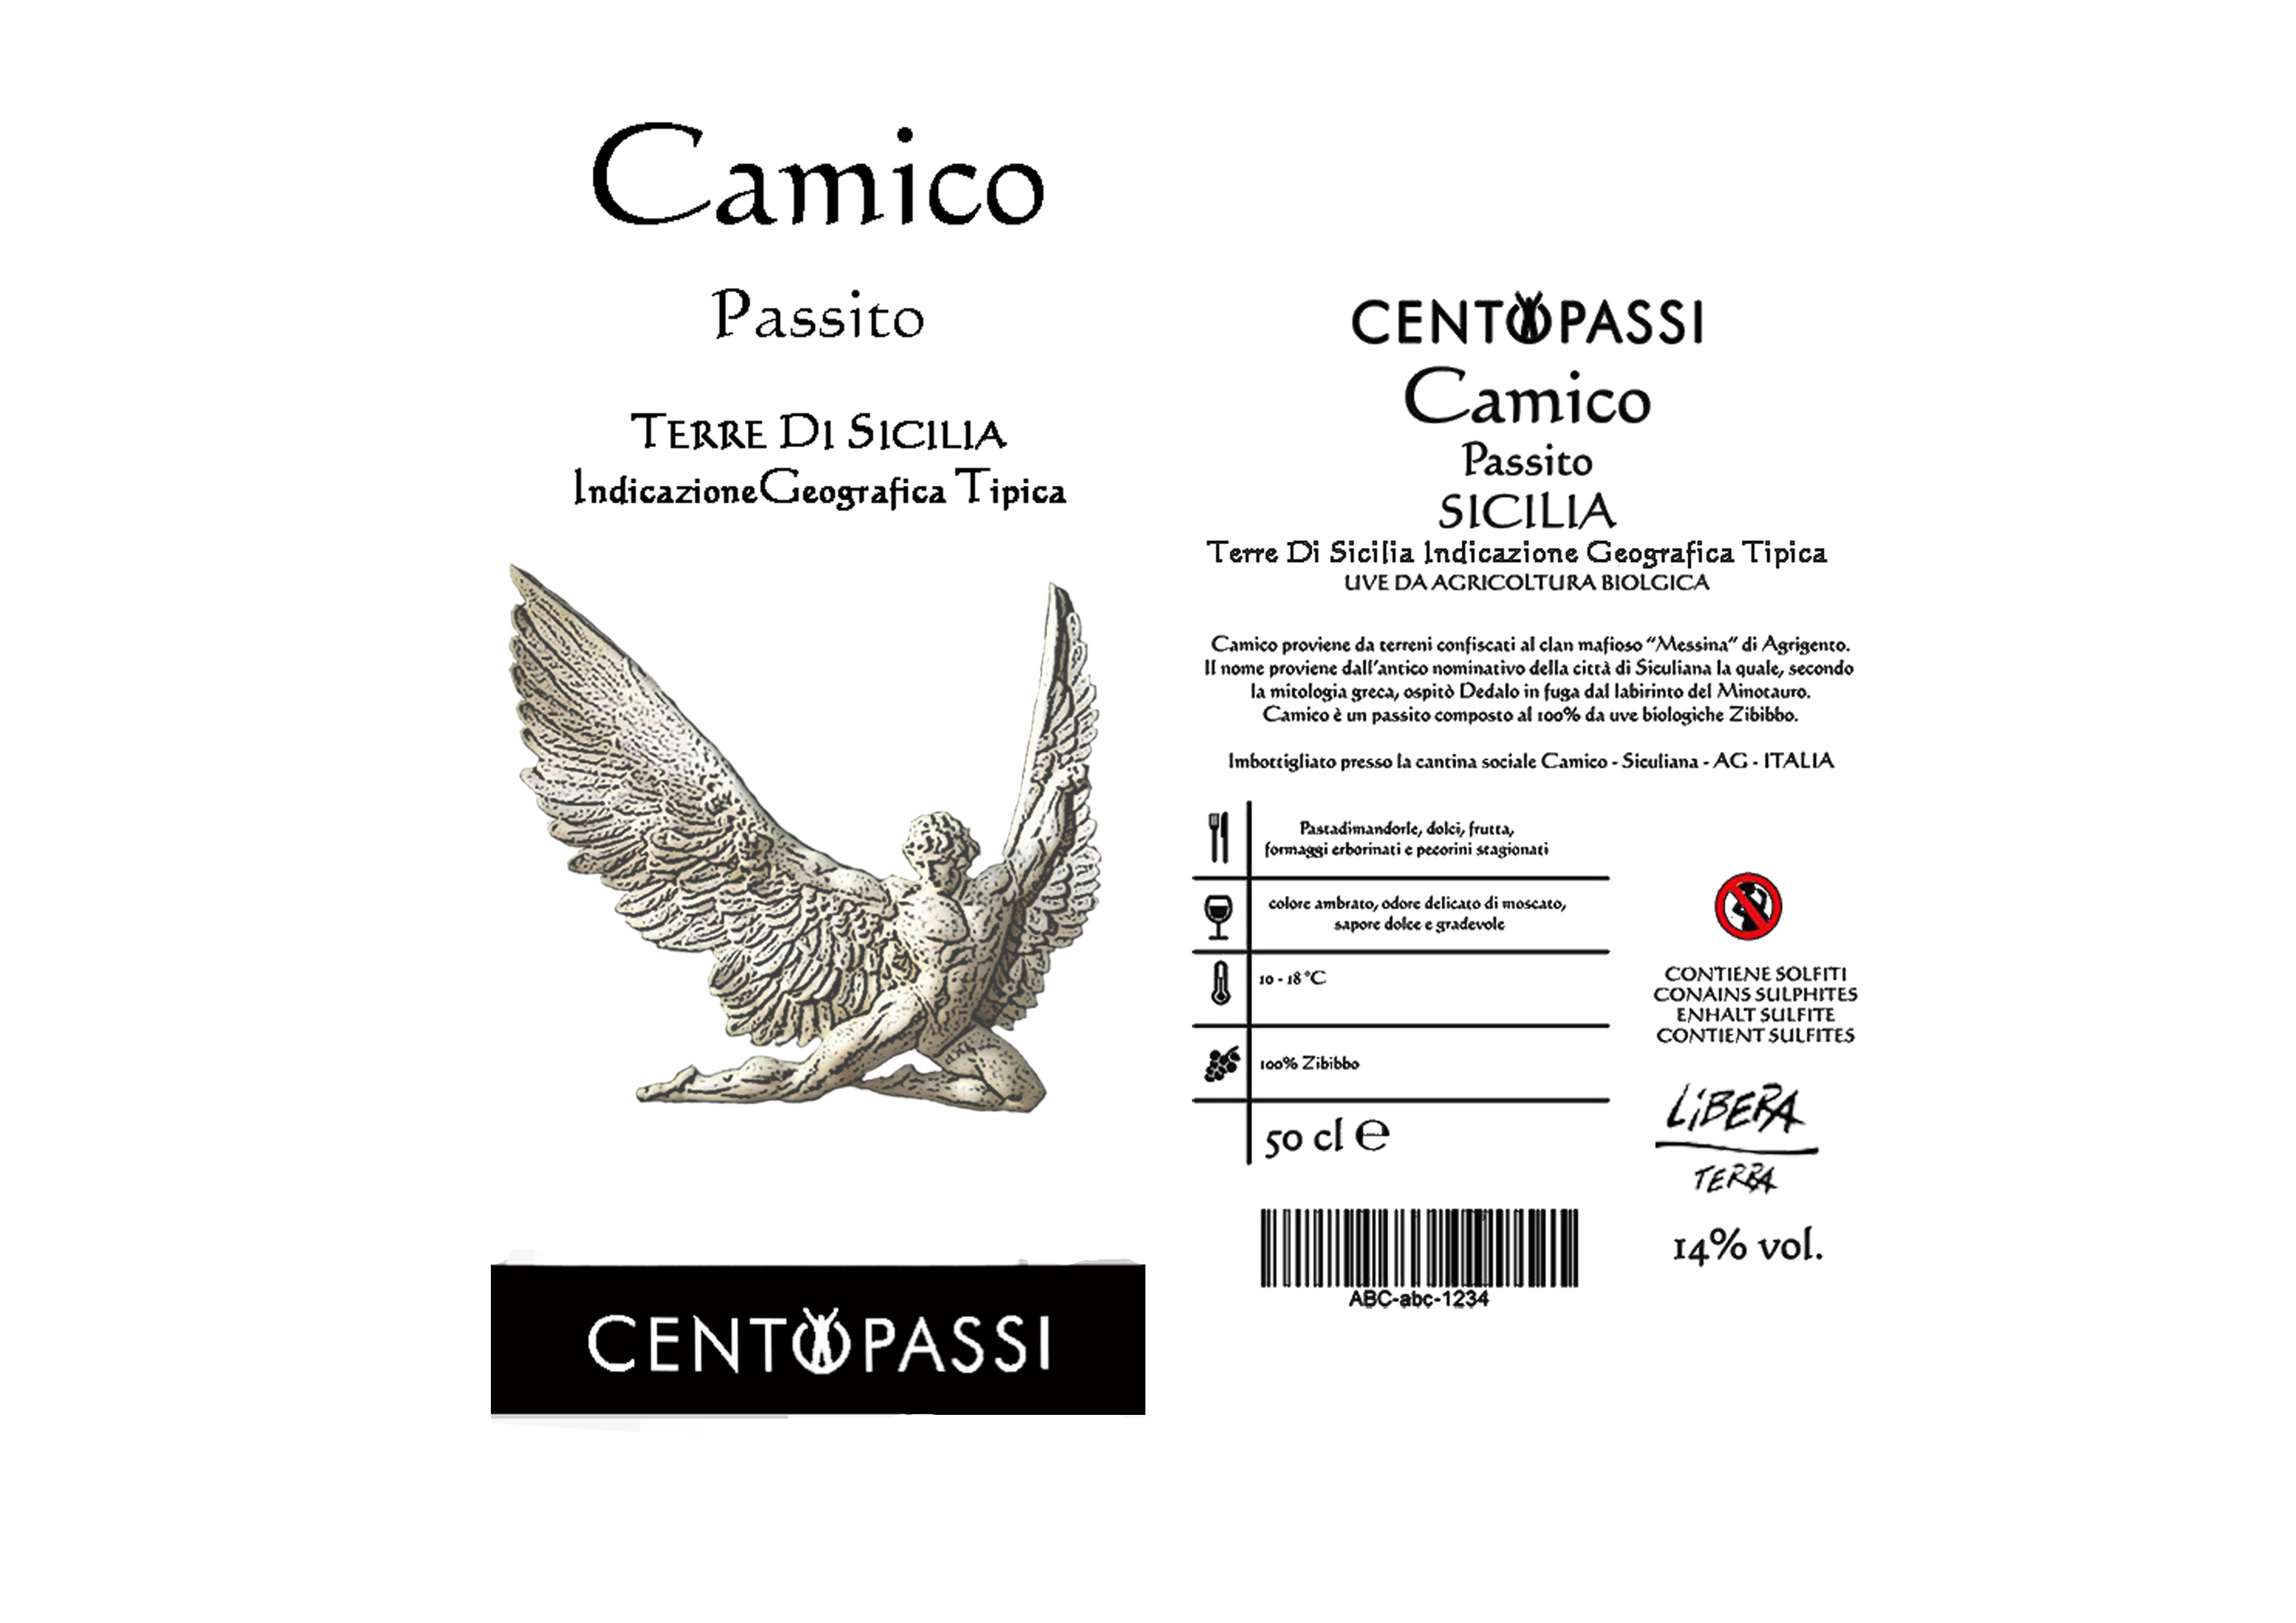 Camico
Passito
TERRE DI SICILIA
IndicazioneGeografica Tipica
CENTOPASSI
CENTOPASSI
Camico
Passito
SICILIA
Terre Di Sicilia Indicazione Geografica Tipica
UVE DA AGRICOLTURA BIOLGICA
Camico proviene da terreni confiscati al clan mafioso “Messina” di Agrigento.
Il nome proviene dall'antico nominativo della città di Siculiana la quale, secondo
la mitologia greca, ospitò Dedalo in fuga dal labirinto del Minotauro.
Camico è un passito composto al 100% da uve biologiche Zibibbo.
Imbottigliato presso la cantina sociale Camico - Siculiana - AG - ITALIA
Pastadimandorle, dolci, frutta,
formaggi erborinati e pecorini stagionati
colore ambrato, odore delicato di moscato,
sapore dolce e gradevole
10 - 18 °C
100% Zibibbo
50 cl ℮
ABC-abc-1234
CONTIENE SOLFITI
CONAINS SULPHITES
ENHALT SULFITE
CONTIENT SULFITES
LiBERA
TERRA
14% vol.